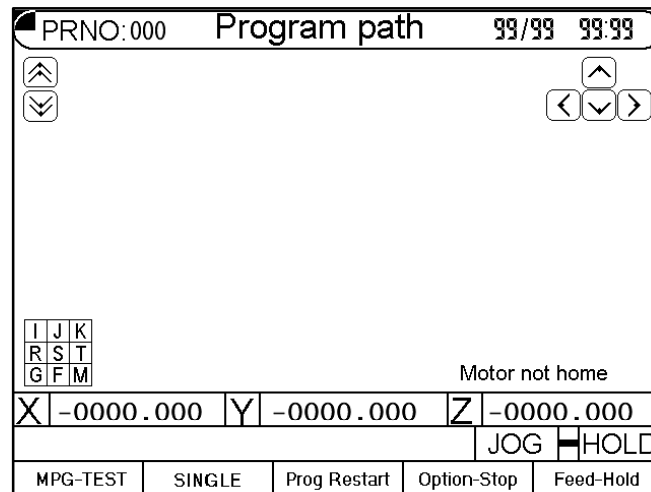 PRNO:000 Program path 99/99 99:99
I J K
R S T
G F M
Motor not home
X -0000.000 Y -0000.000 Z -0000.000
JOG HOLD
MPG-TEST SINGLE Prog Restart Option-Stop Feed-Hold